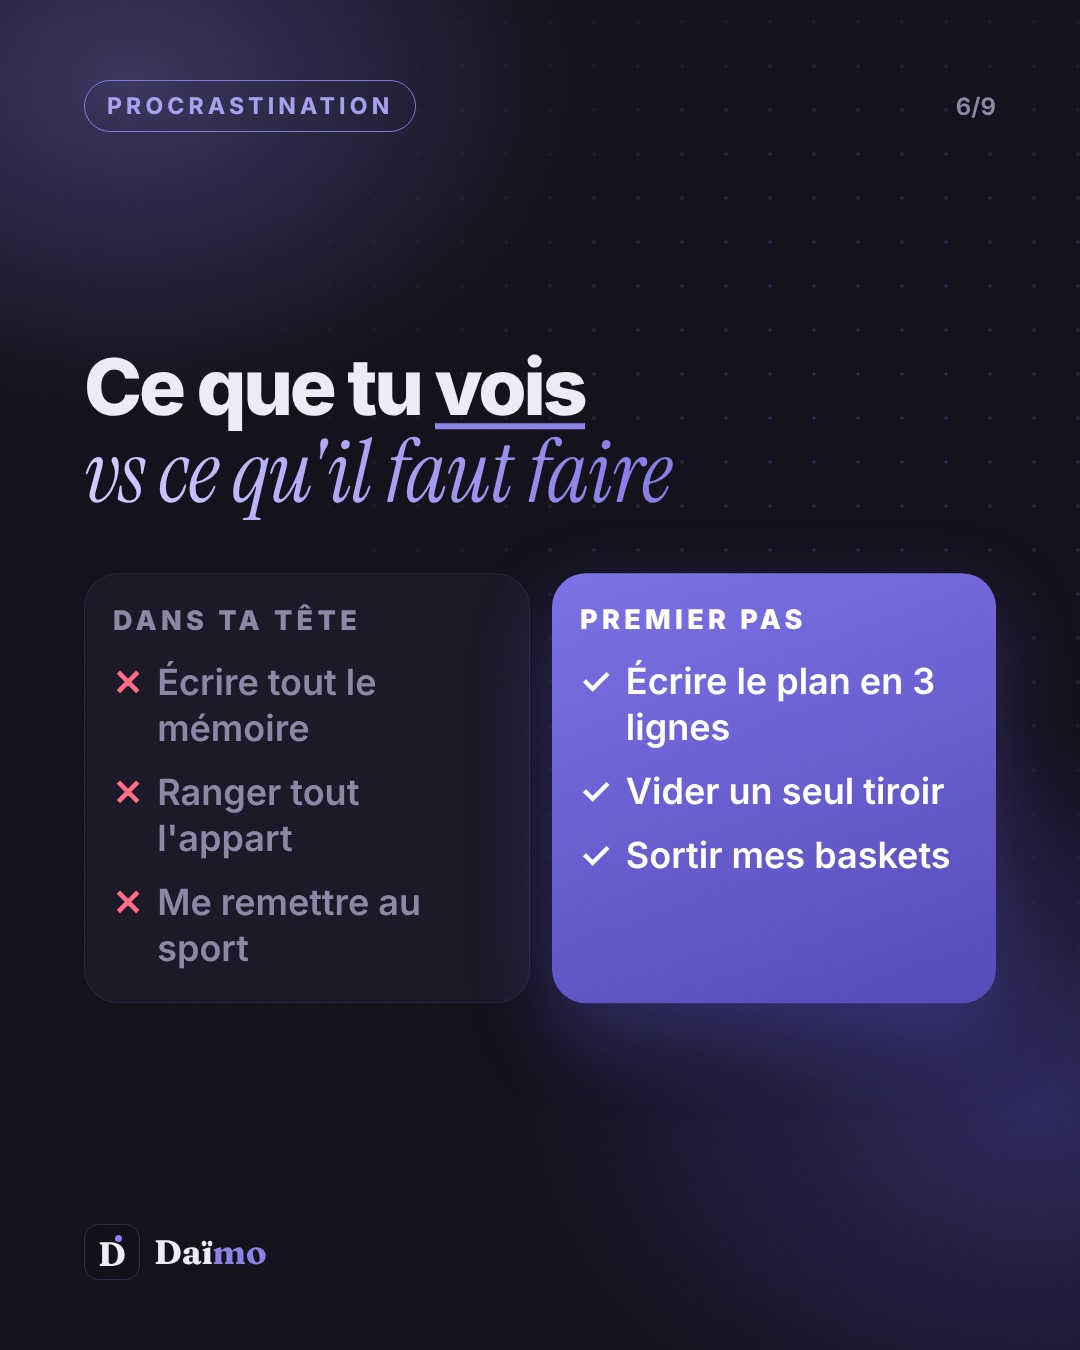 PROCRASTINATION
6/9
Ce que tu vois
vs ce qu'il faut faire
DANS TA TÊTE
✕ Écrire tout le
mémoire
✕ Ranger tout
l'appart
✕ Me remettre au
sport
PREMIER PAS
✓ Écrire le plan en 3
lignes
✓ Vider un seul tiroir
✓ Sortir mes baskets
D Daïmo